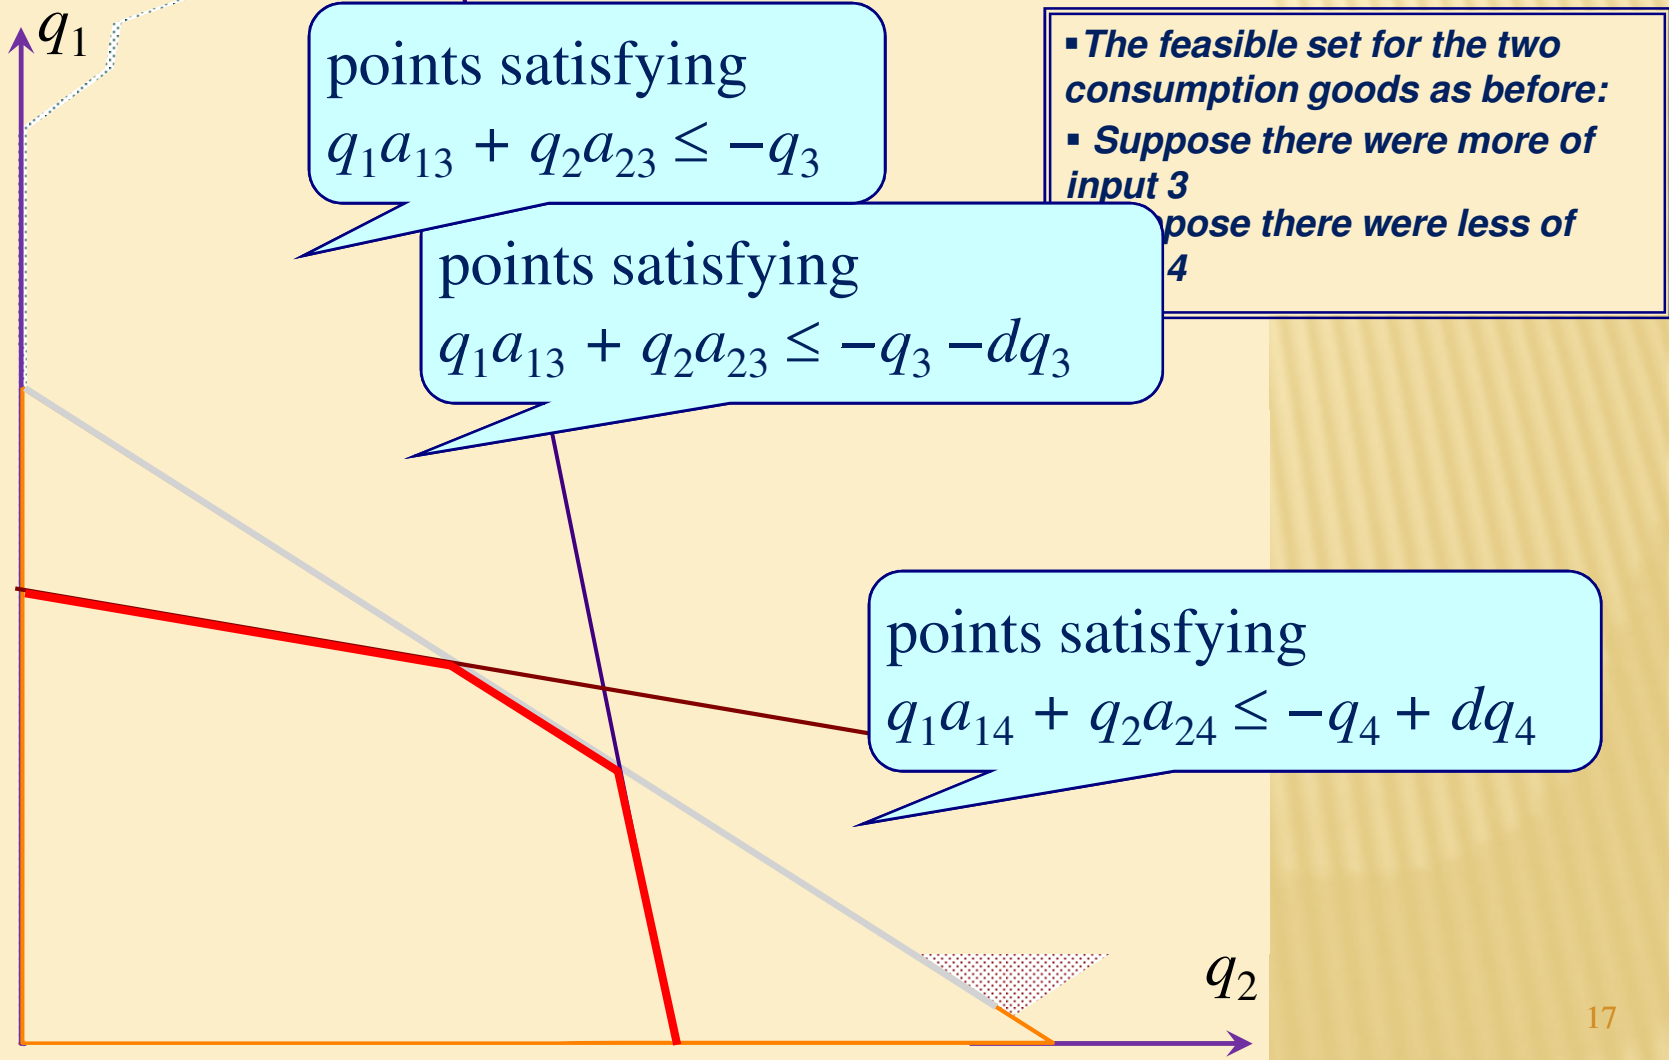 q₁
points satisfying
q₁a₁₃ + q₂a₂₃ ≤ −q₃
▪The feasible set for the two
consumption goods as before:
▪ Suppose there were more of
input 3
pose there were less of
4
points satisfying
q₁a₁₃ + q₂a₂₃ ≤ −q₃ −dq₃
points satisfying
q₁a₁₄ + q₂a₂₄ ≤ −q₄ + dq₄
q₂
17